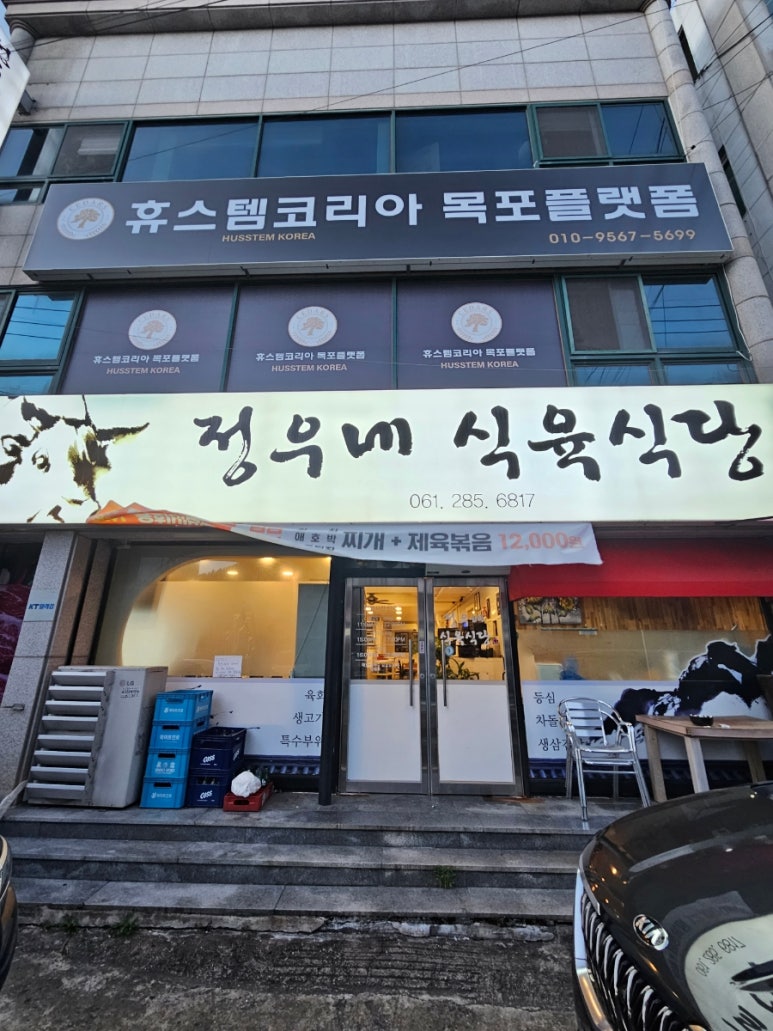 휴스템코리아 목포플랫폼
HUSSTEM KOREA
010-9567-5699
휴스템코리아 목포플랫폼
HUSSTEM KOREA
휴스템코리아 목포플랫폼
HUSSTEM KOREA
휴스템코리아 목포플랫폼
HUSSTEM KOREA
정우네 식육식당
061. 285. 6817
애호박
찌개 + 제육볶음 12,000원
식육식당
육회
생고기
특수부위
등심
차돌
생삼
LG
CASS
KIA